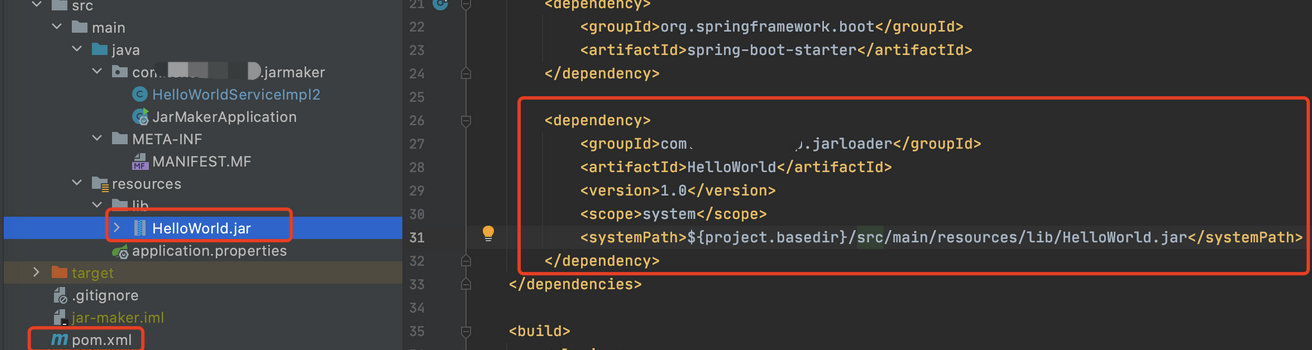 src
main
java
.jarmaker
HelloWorldServiceImpl2
JarMakerApplication
META-INF
MANIFEST.MF
resources
lib
HelloWorld.jar
application.properties
target
.gitignore
jar-maker.iml
pom.xml
21 <dependency>
22 <groupId>org.springframework.boot</groupId>
23 <artifactId>spring-boot-starter</artifactId>
24 </dependency>
25
26 <dependency>
27 <groupId>com. .jarloader</groupId>
28 <artifactId>HelloWorld</artifactId>
29 <version>1.0</version>
30 <scope>system</scope>
31 <systemPath>${project.basedir}/src/main/resources/lib/HelloWorld.jar</systemPath>
32 </dependency>
33 </dependencies>
34
35 <build>